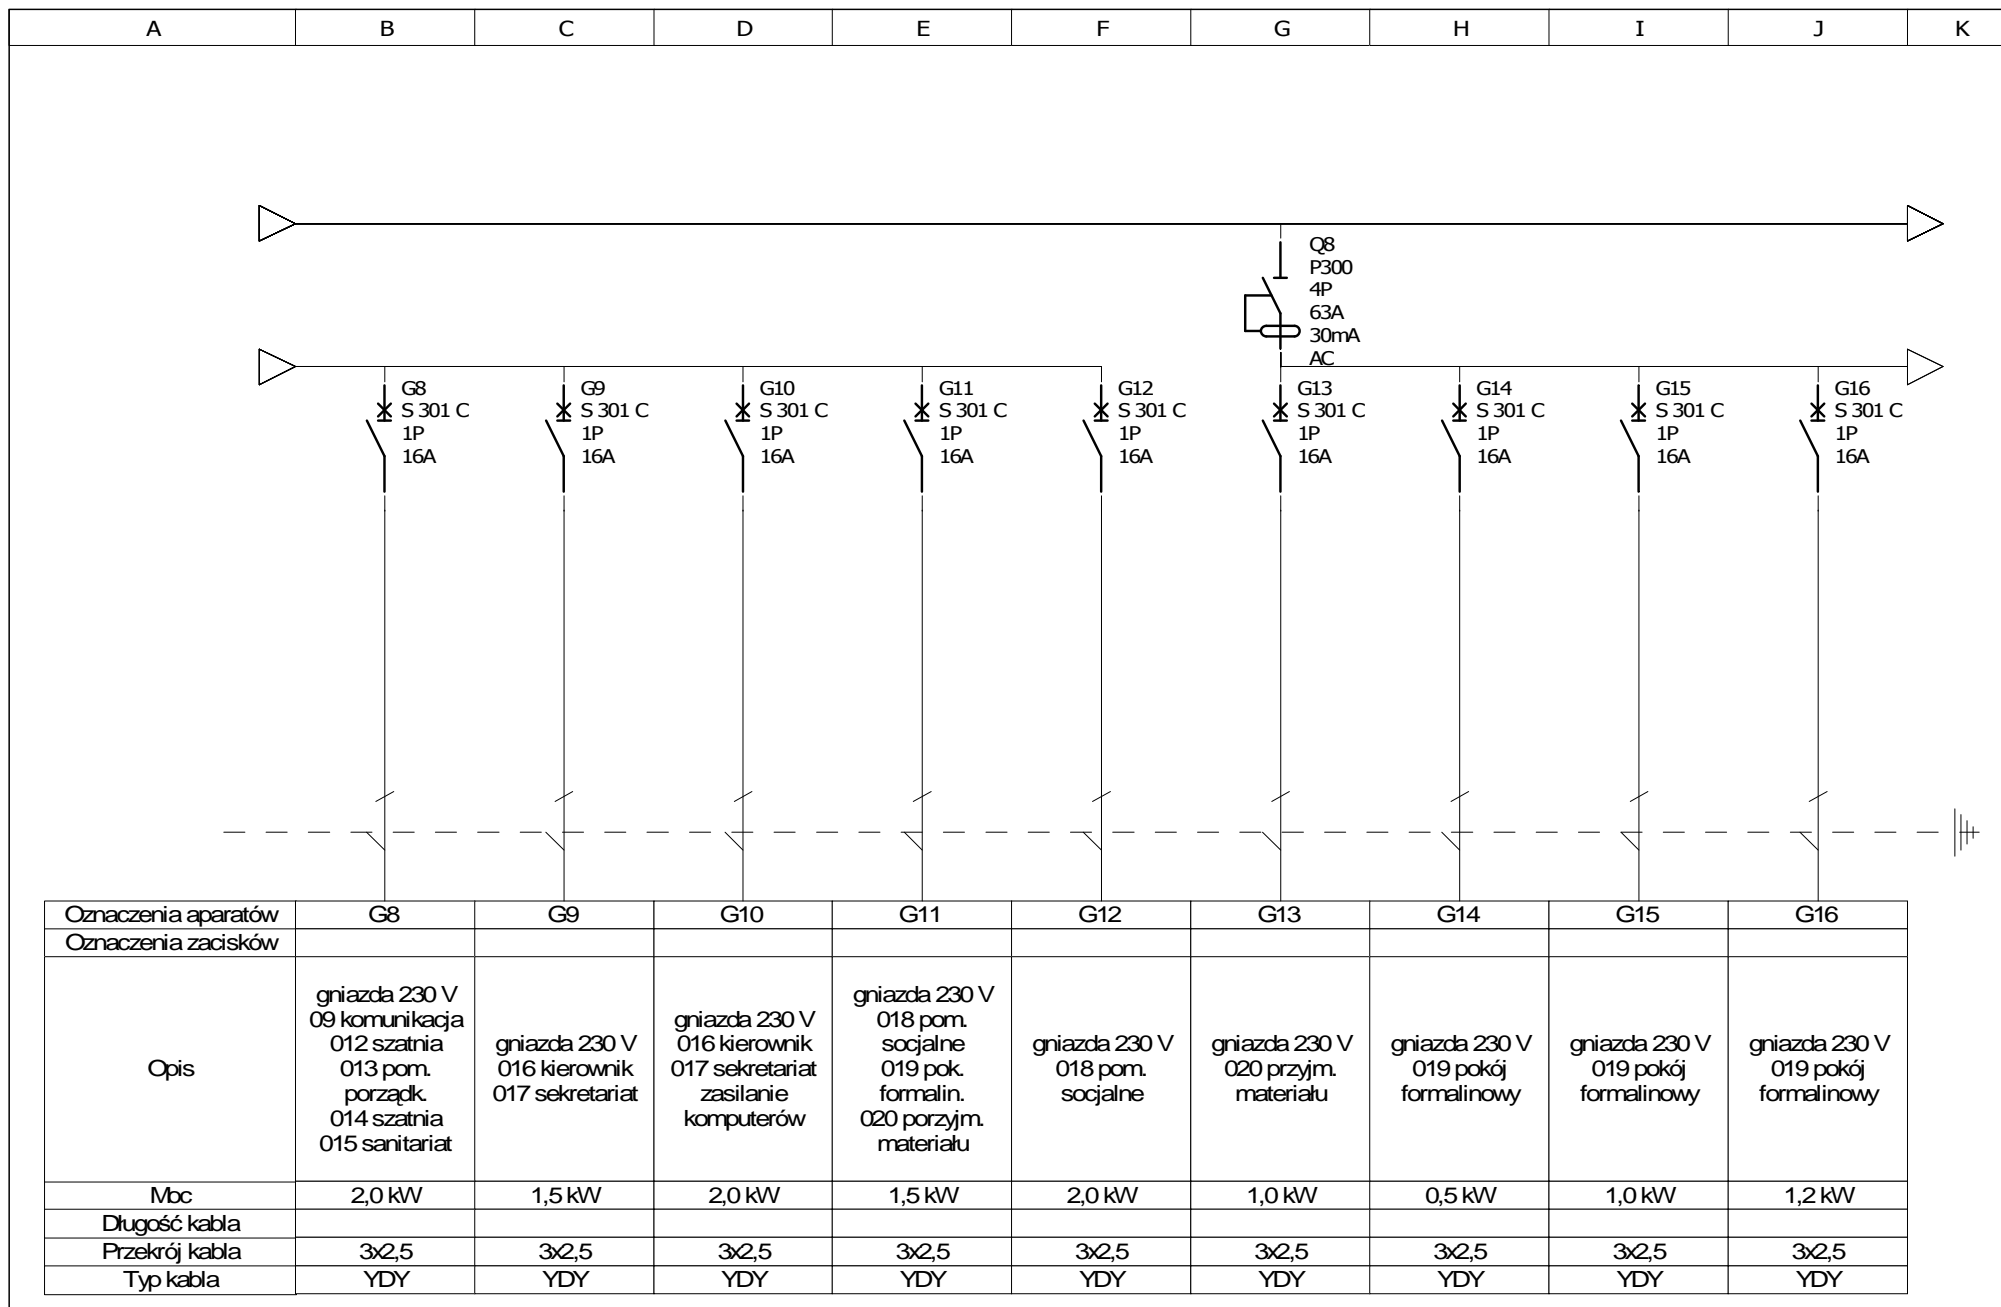 A B C D E F G H I J K
Q8
P300
4P
63A
30mA
AC
G8
S 301 C
1P
16A
G9
S 301 C
1P
16A
G10
S 301 C
1P
16A
G11
S 301 C
1P
16A
G12
S 301 C
1P
16A
G13
S 301 C
1P
16A
G14
S 301 C
1P
16A
G15
S 301 C
1P
16A
G16
S 301 C
1P
16A
Oznaczenia aparatów G8 G9 G10 G11 G12 G13 G14 G15 G16
Oznaczenia zacisków
Opis
gniazda 230 V
09 komunikacja
012 szatnia
013 pom.
porządk.
014 szatnia
015 sanitariat
gniazda 230 V
016 kierownik
017 sekretariat
gniazda 230 V
016 kierownik
017 sekretariat
zasilanie
komputerów
gniazda 230 V
018 pom.
socjalne
019 pok.
formalin.
020 porzyjm.
materiału
gniazda 230 V
018 pom.
socjalne
gniazda 230 V
020 przyjm.
materiału
gniazda 230 V
019 pokój
formalinowy
gniazda 230 V
019 pokój
formalinowy
gniazda 230 V
019 pokój
formalinowy
Moc 2,0 kW 1,5 kW 2,0 kW 1,5 kW 2,0 kW 1,0 kW 0,5 kW 1,0 kW 1,2 kW
Długość kabla
Przekrój kabla 3x2,5 3x2,5 3x2,5 3x2,5 3x2,5 3x2,5 3x2,5 3x2,5 3x2,5
Typ kabla YDY YDY YDY YDY YDY YDY YDY YDY YDY